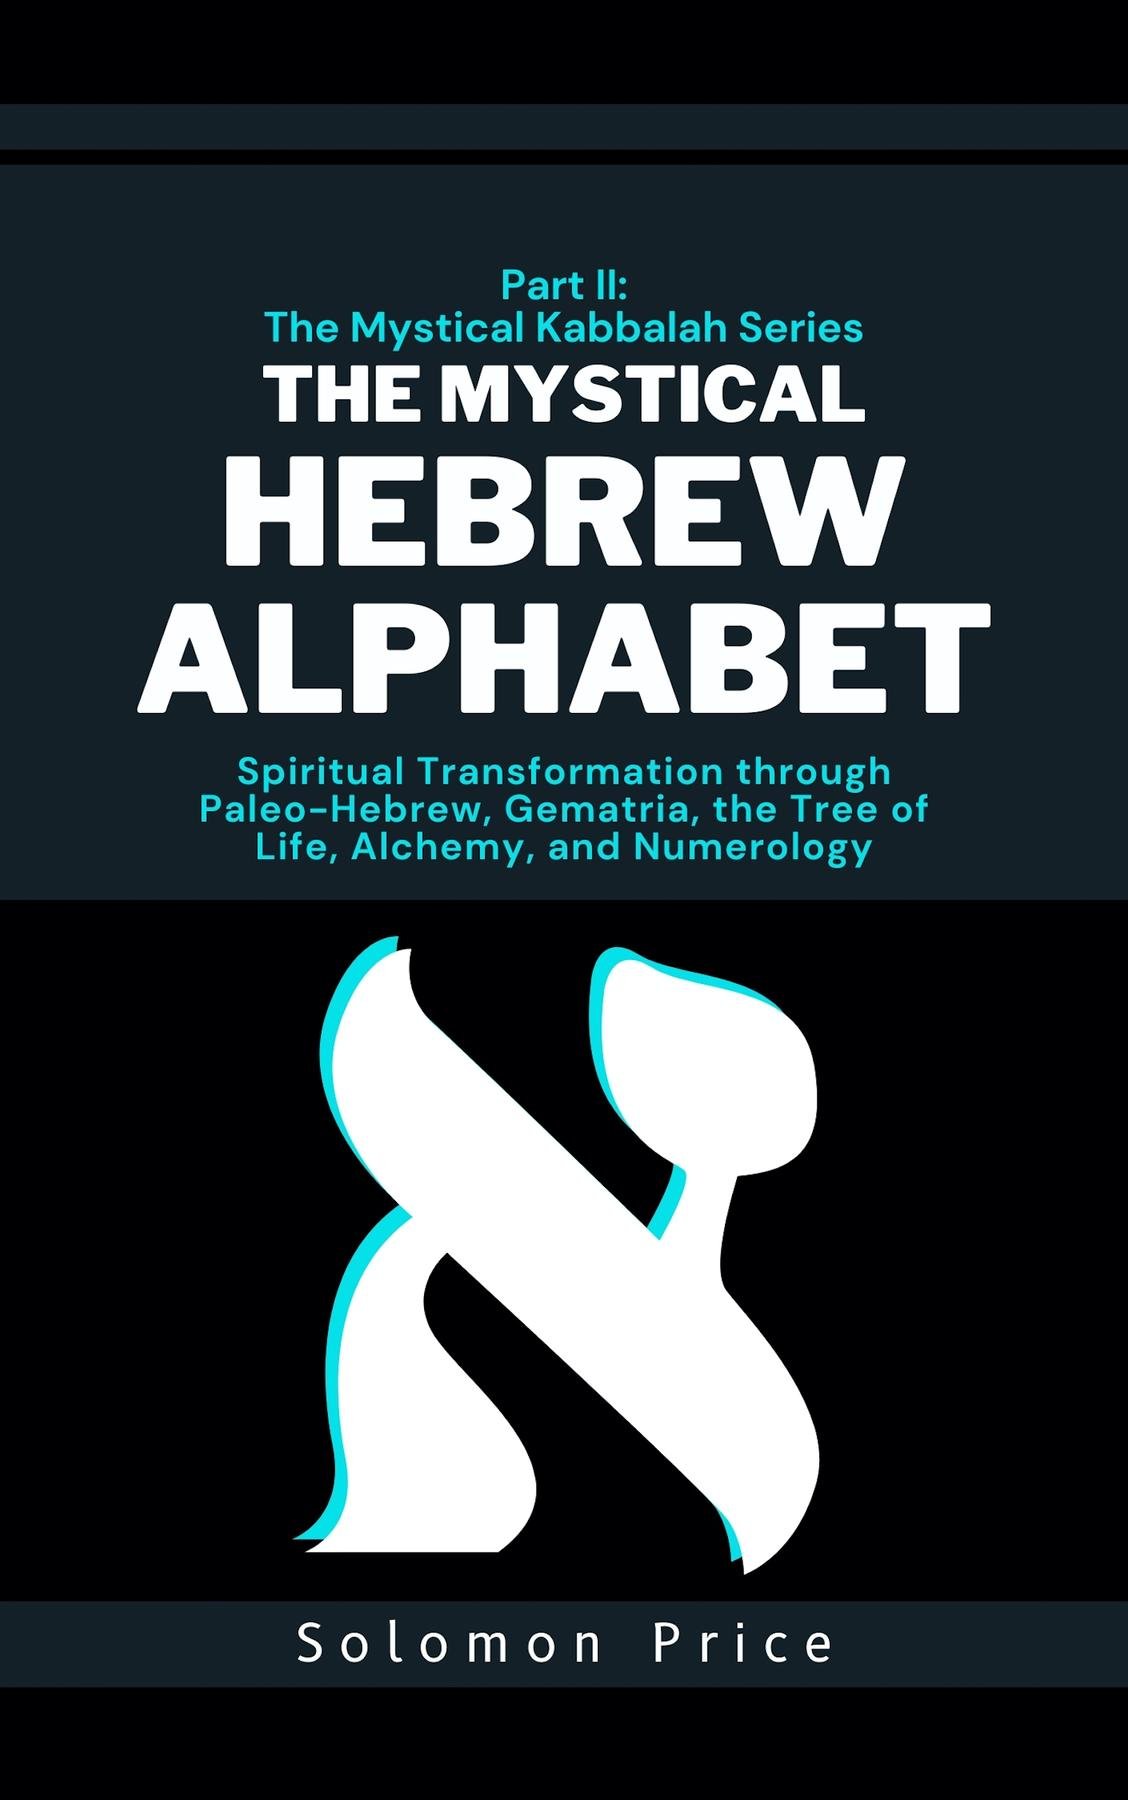 Part II:
The Mystical Kabbalah Series
THE MYSTICAL
HEBREW
ALPHABET
Spiritual Transformation through
Paleo-Hebrew, Gematria, the Tree of
Life, Alchemy, and Numerology
א
Solomon Price